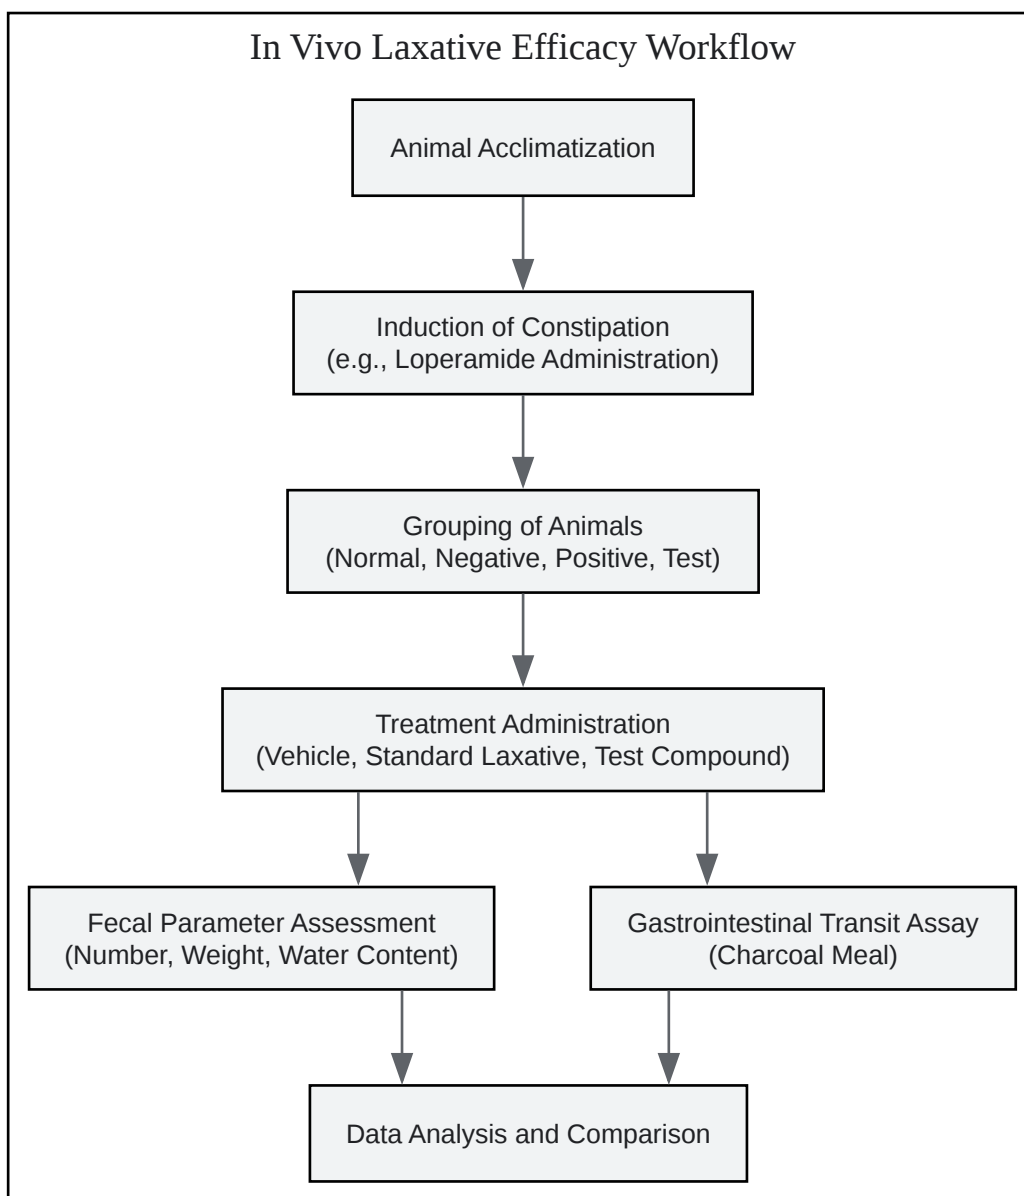 In Vivo Laxative Efficacy Workflow
Animal Acclimatization
Induction of Constipation
(e.g., Loperamide Administration)
Grouping of Animals
(Normal, Negative, Positive, Test)
Treatment Administration
(Vehicle, Standard Laxative, Test Compound)
Fecal Parameter Assessment
(Number, Weight, Water Content)
Gastrointestinal Transit Assay
(Charcoal Meal)
Data Analysis and Comparison